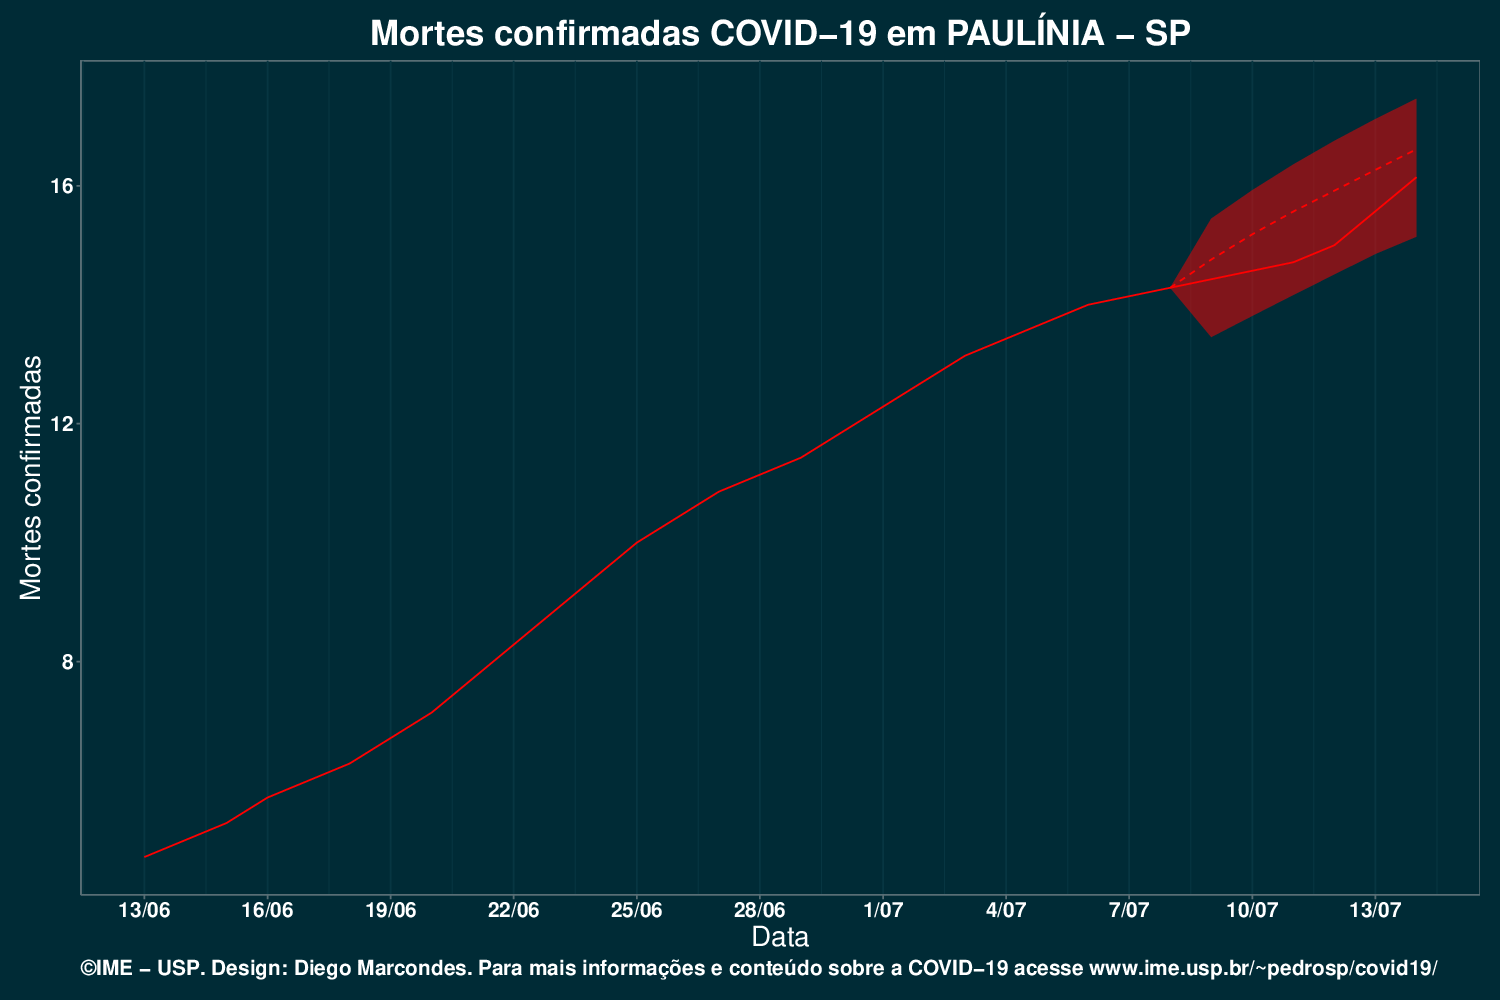 Mortes confirmadas COVID−19 em PAULÍNIA − SP
Mortes confirmadas
16
12
8
13/06 16/06 19/06 22/06 25/06 28/06 1/07 4/07 7/07 10/07 13/07
Data
©IME − USP. Design: Diego Marcondes. Para mais informações e conteúdo sobre a COVID−19 acesse www.ime.usp.br/~pedrosp/covid19/